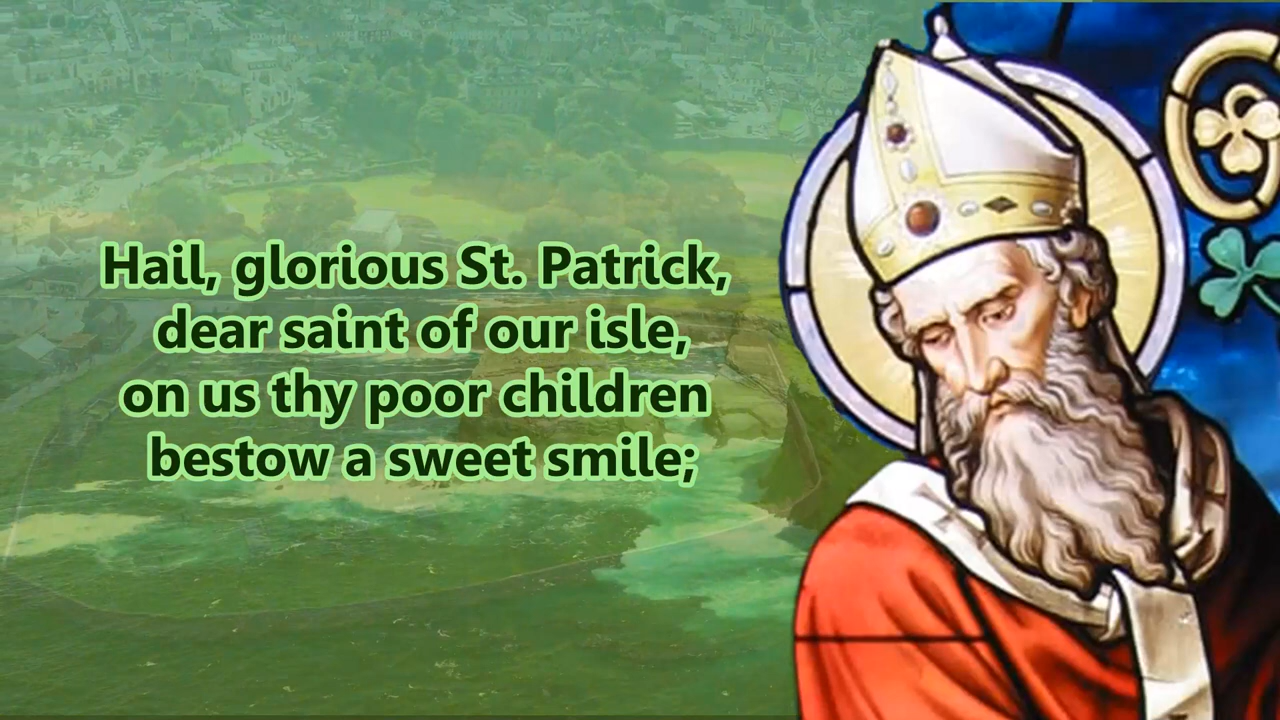 Hail, glorious St. Patrick,
dear saint of our isle,
on us thy poor children
bestow a sweet smile;